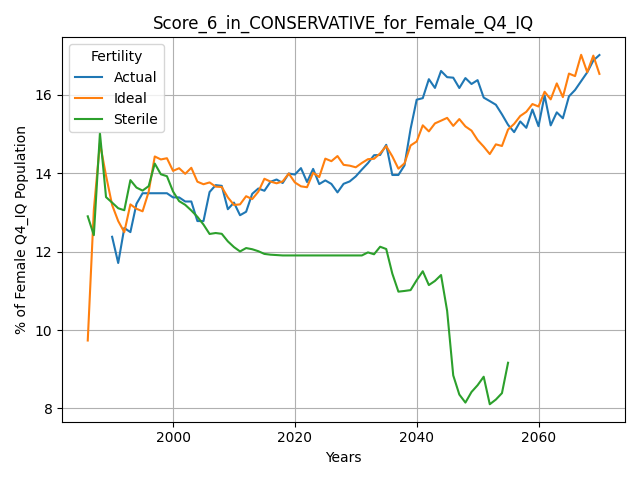 Score_6_in_CONSERVATIVE_for_Female_Q4_IQ
Fertility
Actual
Ideal
Sterile
% of Female Q4_IQ Population
16
14
12
10
8
2000 2020 2040 2060
Years